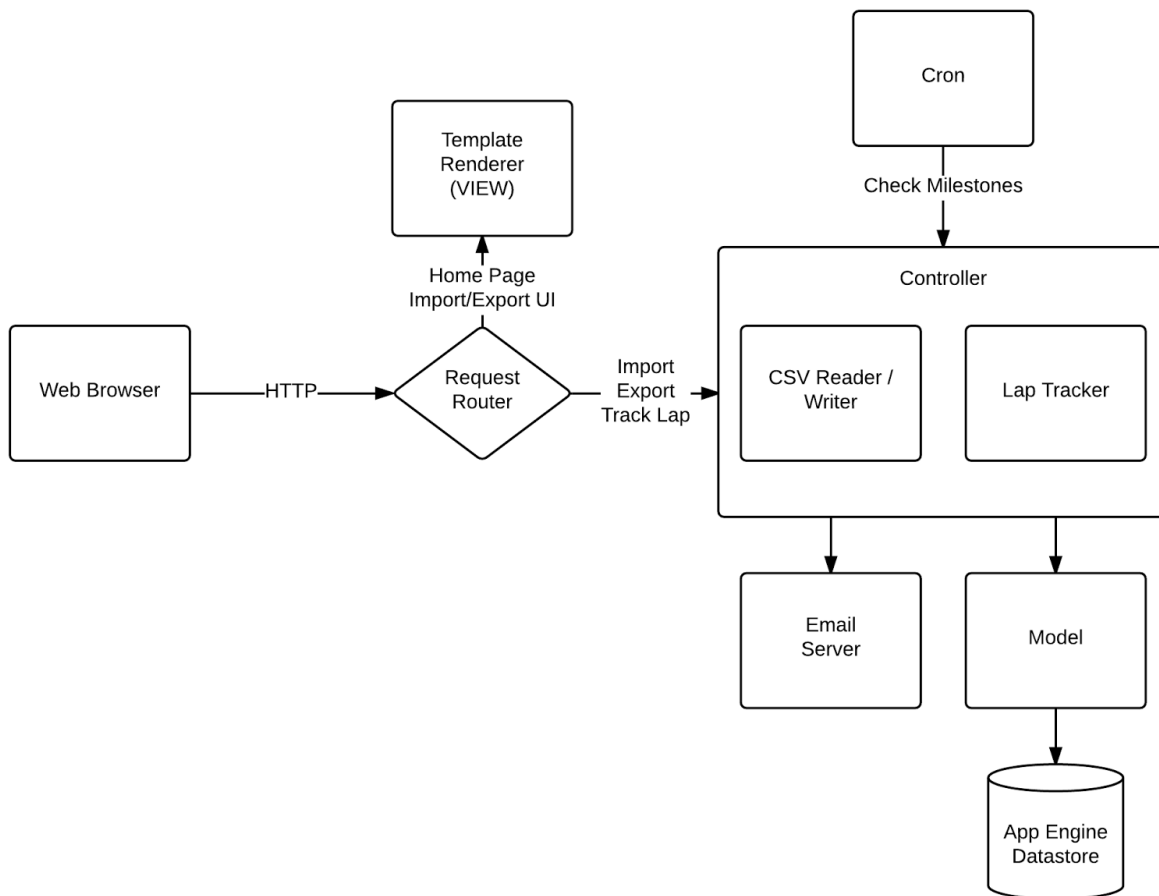 Cron
Template
Renderer
(VIEW)
Check Milestones
Home Page
Import/Export UI
Controller
Web Browser
HTTP
Request
Router
Import
Export
Track Lap
CSV Reader /
Writer
Lap Tracker
Email
Server
Model
App Engine
Datastore